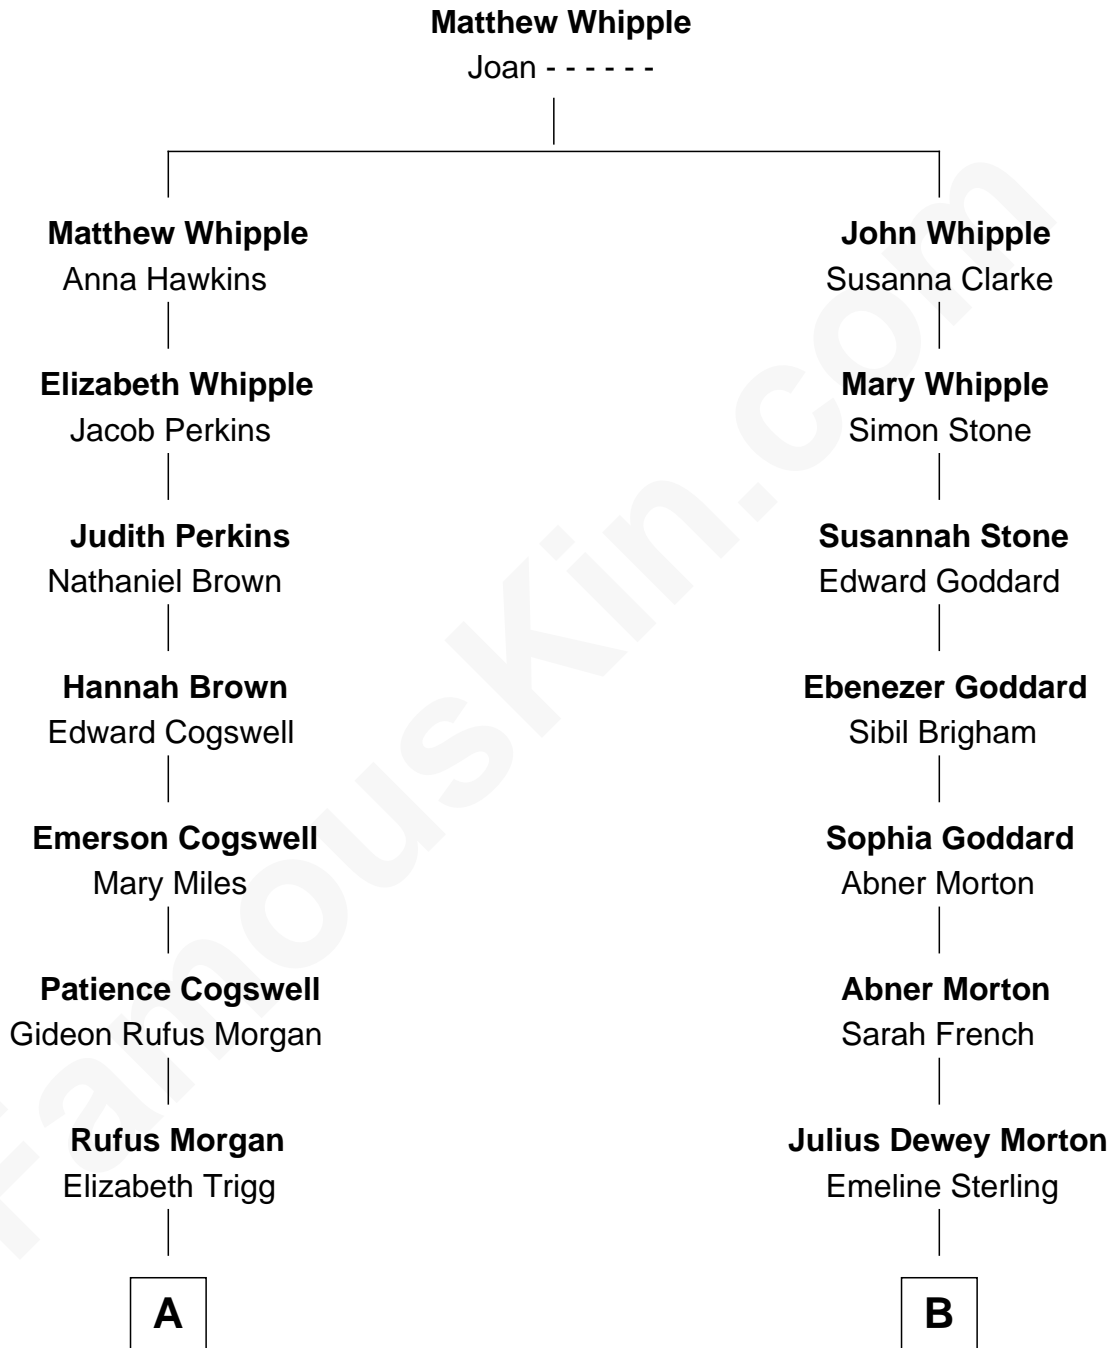 Matthew Whipple
Joan - - - - - -
Matthew Whipple
Anna Hawkins
Elizabeth Whipple
Jacob Perkins
Judith Perkins
Nathaniel Brown
Hannah Brown
Edward Cogswell
Emerson Cogswell
Mary Miles
Patience Cogswell
Gideon Rufus Morgan
Rufus Morgan
Elizabeth Trigg
A
John Whipple
Susanna Clarke
Mary Whipple
Simon Stone
Susannah Stone
Edward Goddard
Ebenezer Goddard
Sibil Brigham
Sophia Goddard
Abner Morton
Abner Morton
Sarah French
Julius Dewey Morton
Emeline Sterling
B
FamousKin.com